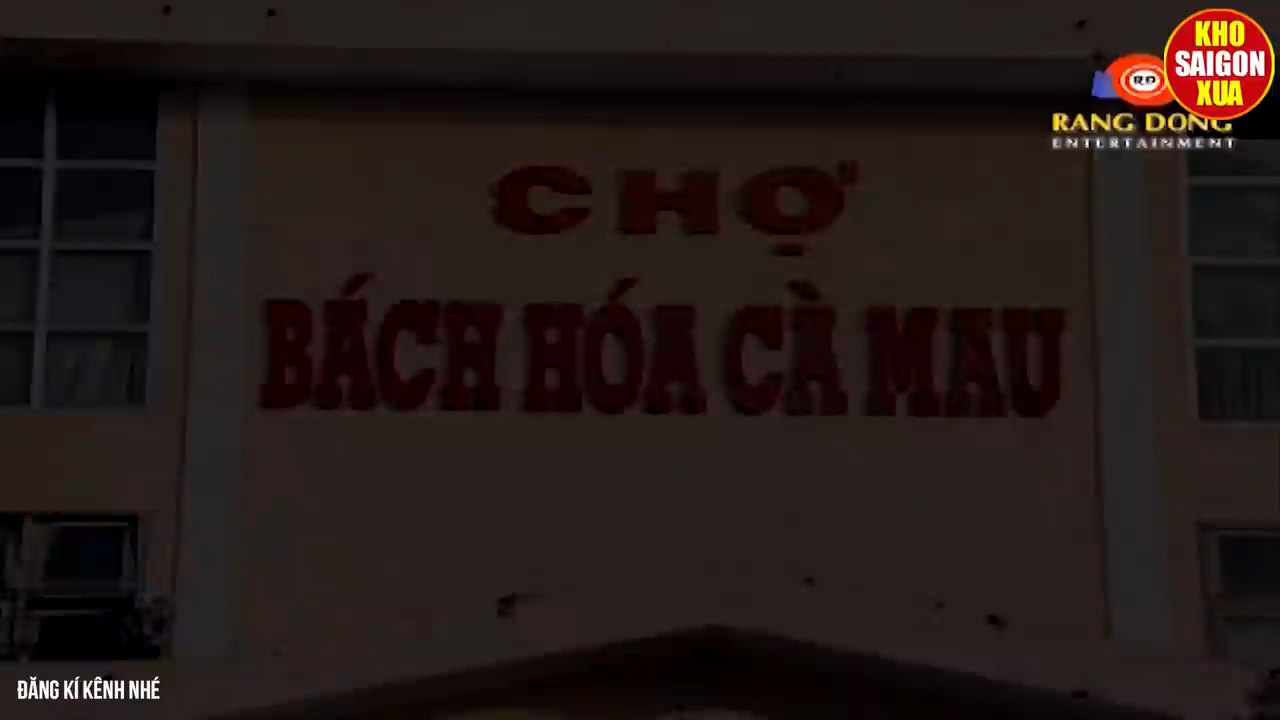 KHO
SAIGON
XUA
RD
RANG DONG
ENTERTAINMENT
CHỢ
BÁCH HÓA CÀ MAU
ĐĂNG KÍ KÊNH NHÉ